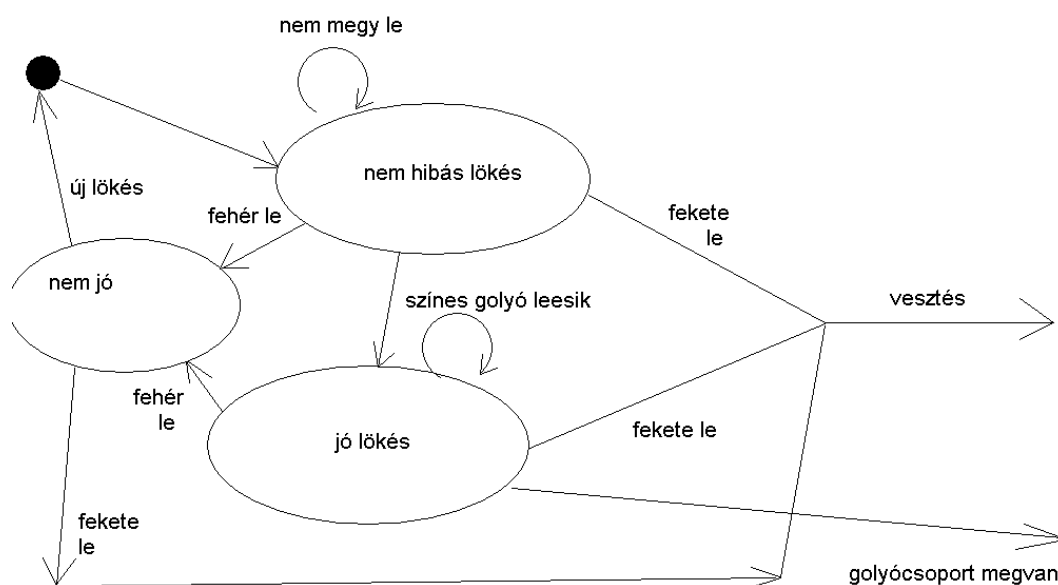 nem megy le
nem hibás lökés
új lökés
fehér le
fekete
le
nem jó
színes golyó leesik
vesztés
fehér
le
jó lökés
fekete le
fekete
le
golyócsoport megvan